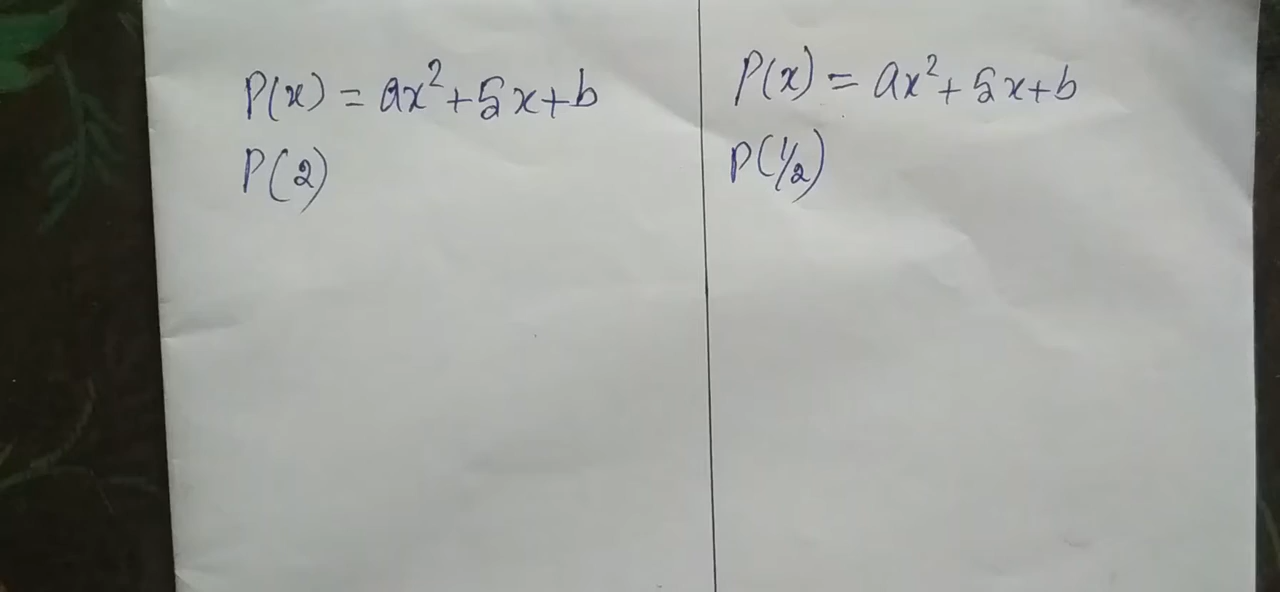 P(x) = ax²+5x+b
P(2)
P(x) = ax²+5x+b
P(1/2)